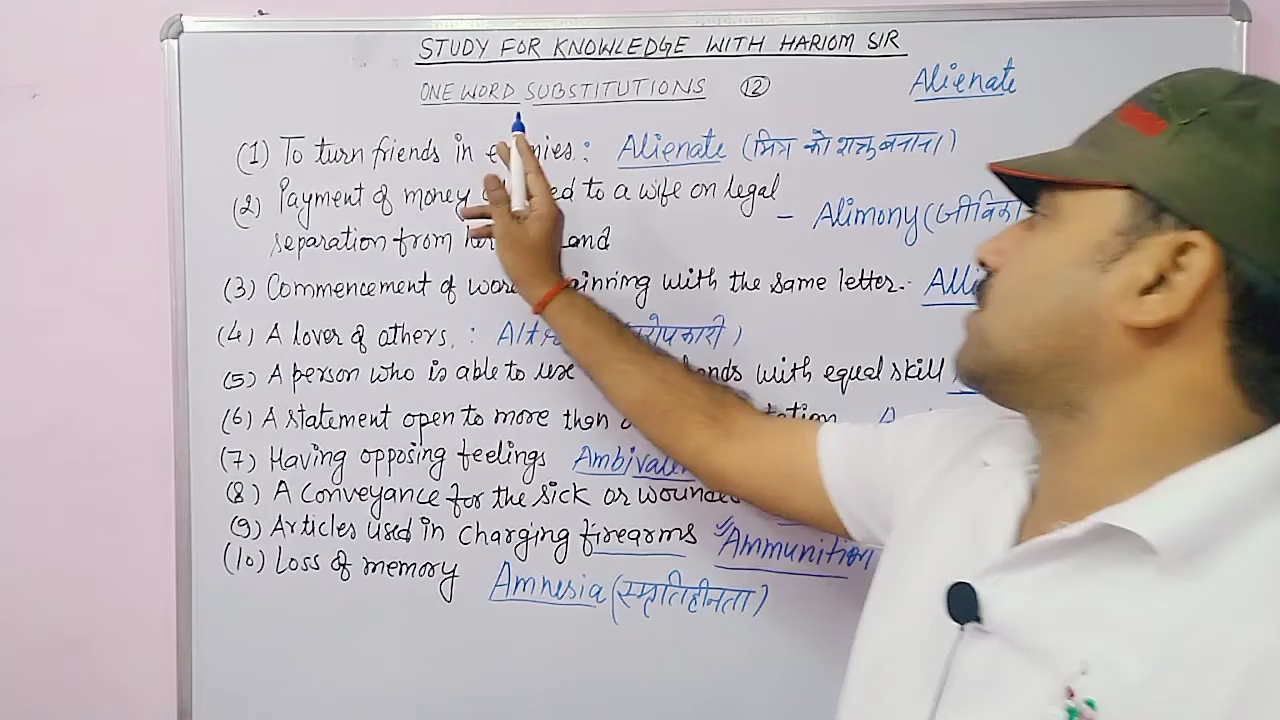 STUDY FOR KNOWLEDGE WITH HARIOM SIR
ONE WORD SUBSTITUTIONS (12)
Alienate
(1) To turn friends in : Alienate (मित्र को शत्रु बनाना)
(2) Payment of money to a wife on legal
separation from
- Alimony (जीविका
(3) Commencement of beginning with the same letter.
(4) A lover of others. :
(5) A person who is able to use hands with equal skill
(6) A statement open to more than
(7) Having opposing feelings
(8) A Conveyance for the sick or wounded
(9) Articles used in charging firearms Ammunition
(10) Loss of memory Amnesia (स्मृतिहीनता)